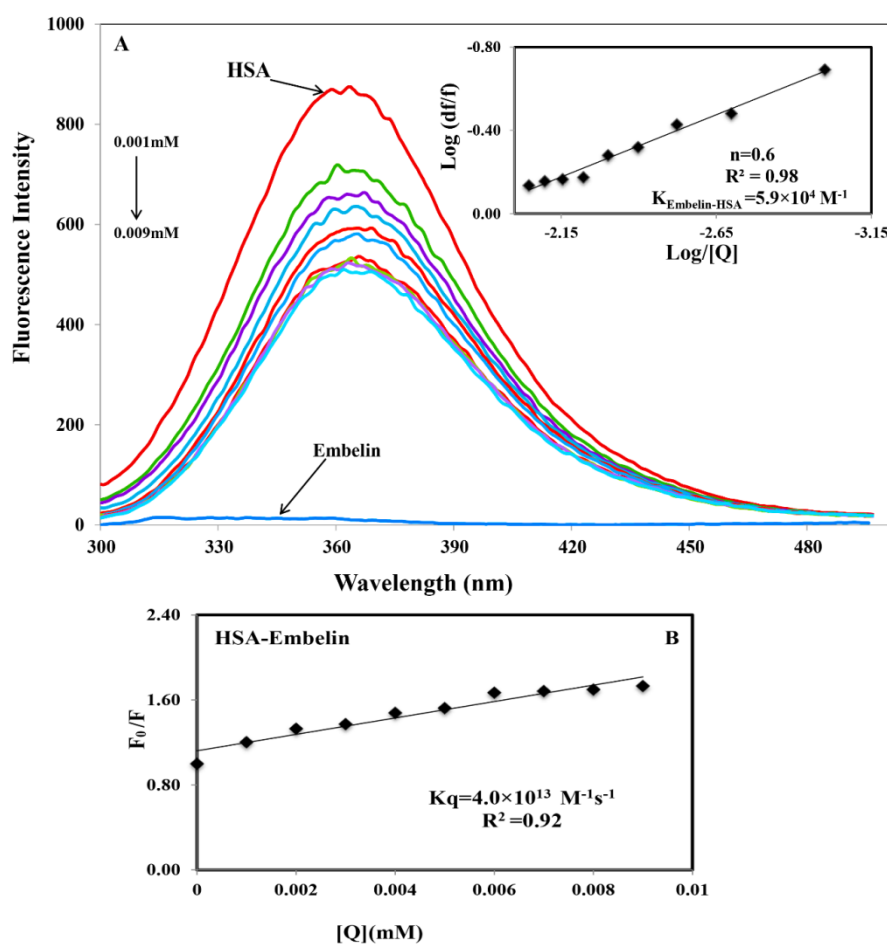 1000
A
-0.80
HSA
800
0.001mM
Log (df/f)
-0.40
n=0.6
R² = 0.98
K_Embelin-HSA =5.9×10⁴ M⁻¹
600
0.009mM
0.00
-2.15 -2.65 -3.15
Log/[Q]
Fluorescence Intensity
400
200
Embelin
0
300 330 360 390 420 450 480
Wavelength (nm)
2.40
HSA-Embelin B
F₀/F
1.60
0.80
Kq=4.0×10¹³ M⁻¹s⁻¹
R² =0.92
0.00
0 0.002 0.004 0.006 0.008 0.01
[Q](mM)